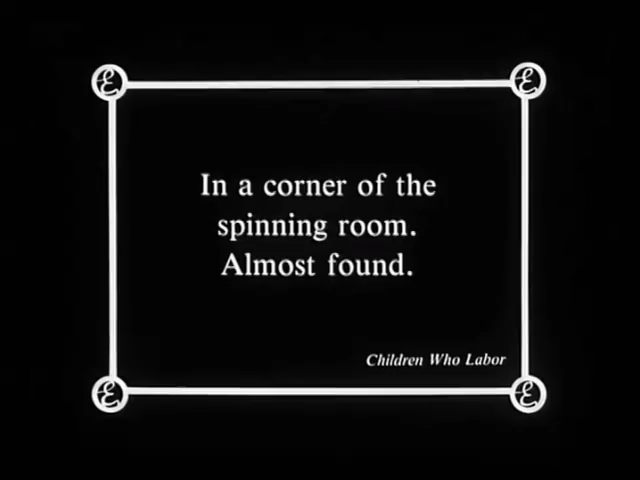 In a corner of the
spinning room.
Almost found.
Children Who Labor
E E
E E